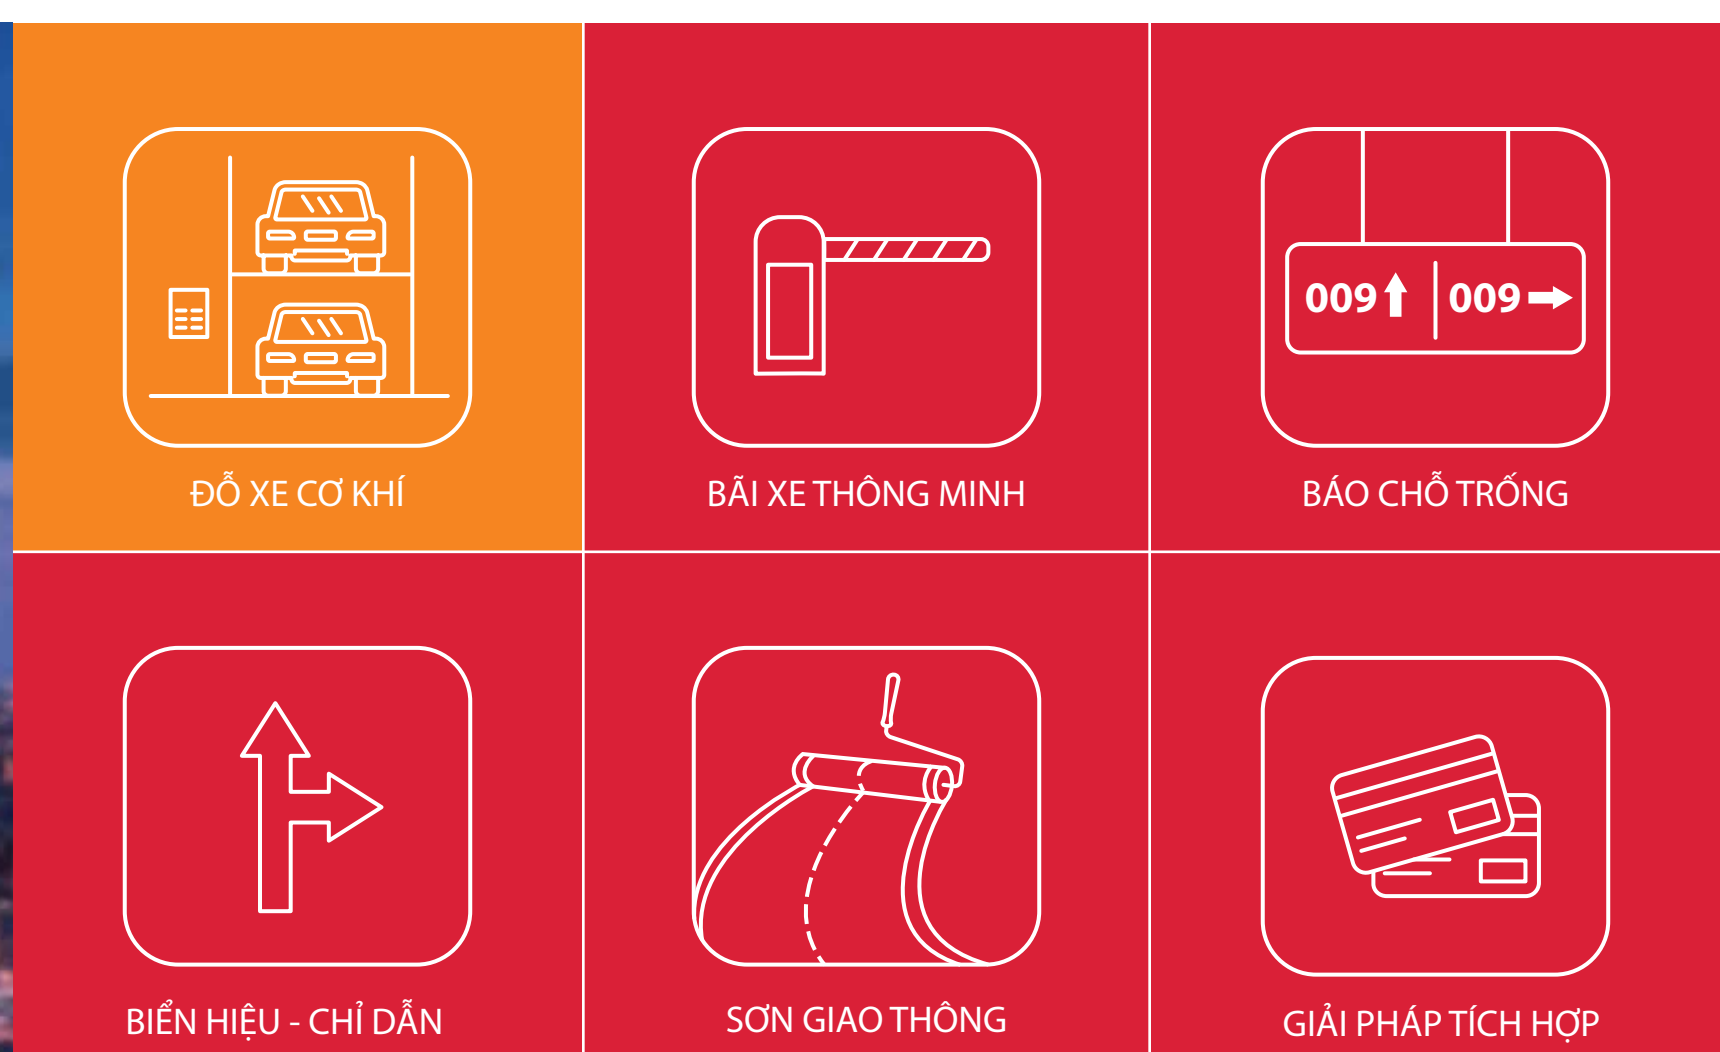 009 009
ĐỖ XE CƠ KHÍ
BÃI XE THÔNG MINH
BÁO CHỖ TRỐNG
BIỂN HIỆU - CHỈ DẪN
SƠN GIAO THÔNG
GIẢI PHÁP TÍCH HỢP